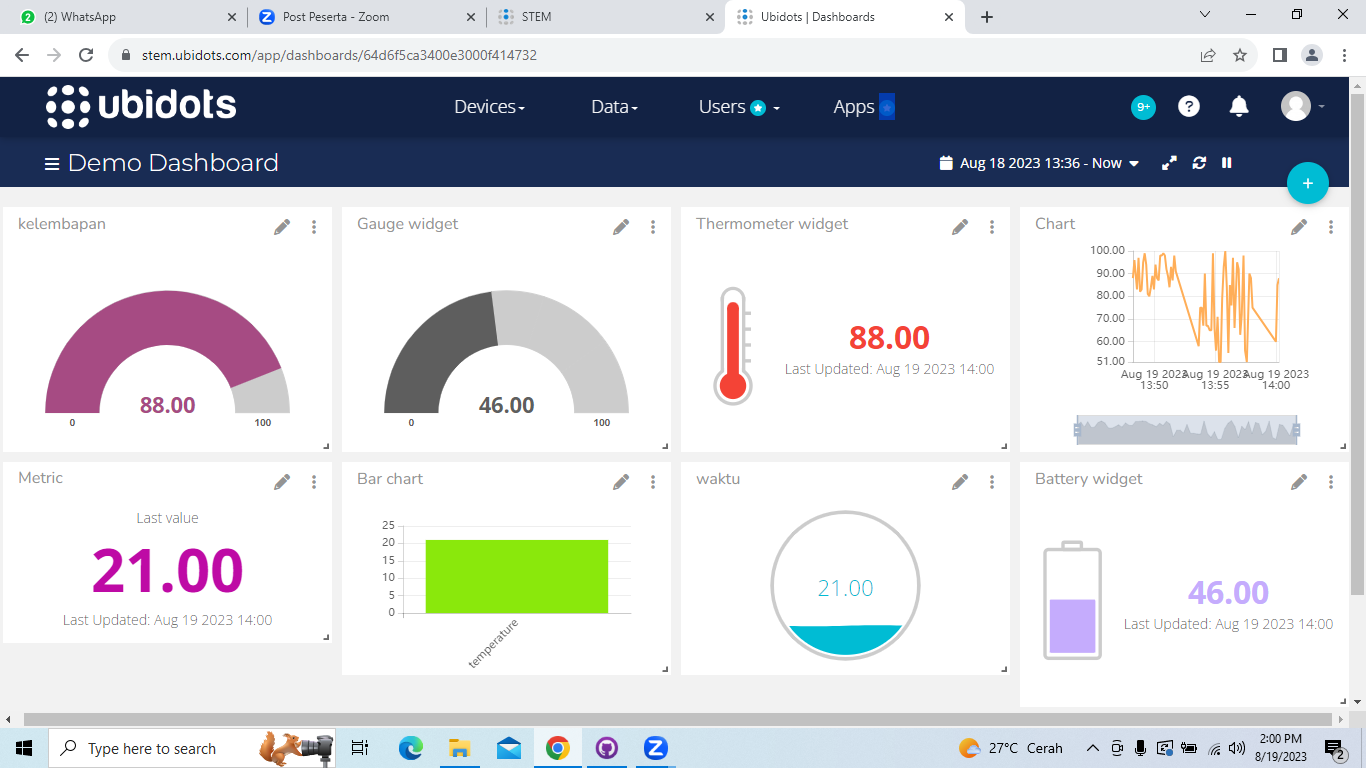 (2) WhatsApp
Post Peserta - Zoom
STEM
Ubidots | Dashboards
stem.ubidots.com/app/dashboards/64d6f5ca3400e3000f414732
ubidots
Devices
Data
Users
Apps
9+
?
Demo Dashboard
Aug 18 2023 13:36 - Now
+
kelembapan
88.00
0
100
Gauge widget
46.00
0
100
Thermometer widget
88.00
Last Updated: Aug 19 2023 14:00
Chart
100.00
90.00
80.00
70.00
60.00
51.00
Aug 19 2023
13:50
Aug 19 2023
13:55
Aug 19 2023
14:00
Metric
Last value
21.00
Last Updated: Aug 19 2023 14:00
Bar chart
25
20
15
10
5
0
temperature
waktu
21.00
Battery widget
46.00
Last Updated: Aug 19 2023 14:00
Type here to search
27°C Cerah
2:00 PM
8/19/2023
2